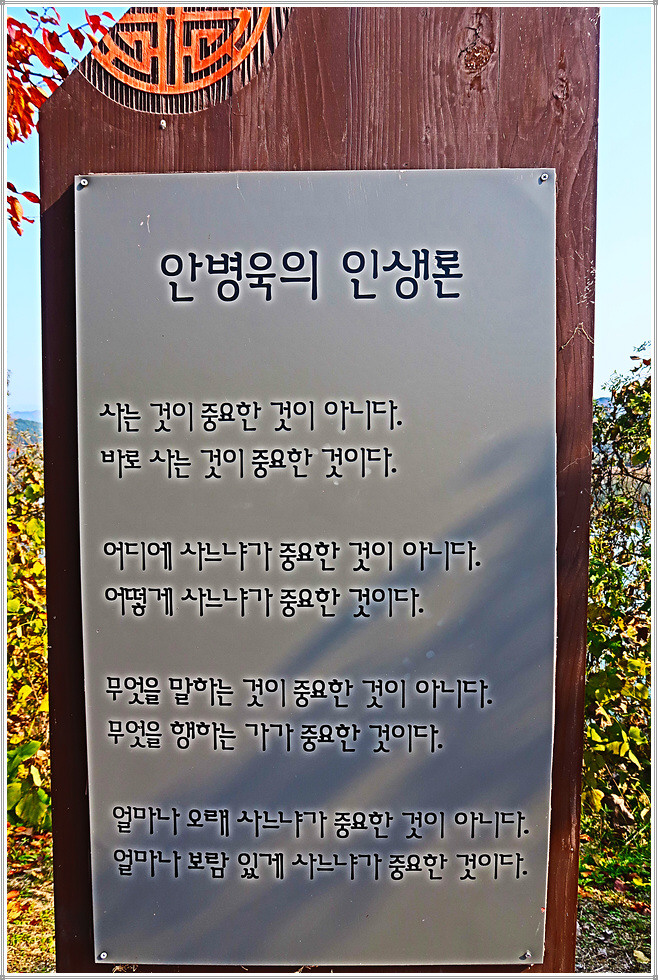 안병욱의 인생론
사는 것이 중요한 것이 아니다.
바로 사는 것이 중요한 것이다.
어디에 사느냐가 중요한 것이 아니다.
어떻게 사느냐가 중요한 것이다.
무엇을 말하는 것이 중요한 것이 아니다.
무엇을 행하는 가가 중요한 것이다.
얼마나 오래 사느냐가 중요한 것이 아니다.
얼마나 보람 있게 사느냐가 중요한 것이다.